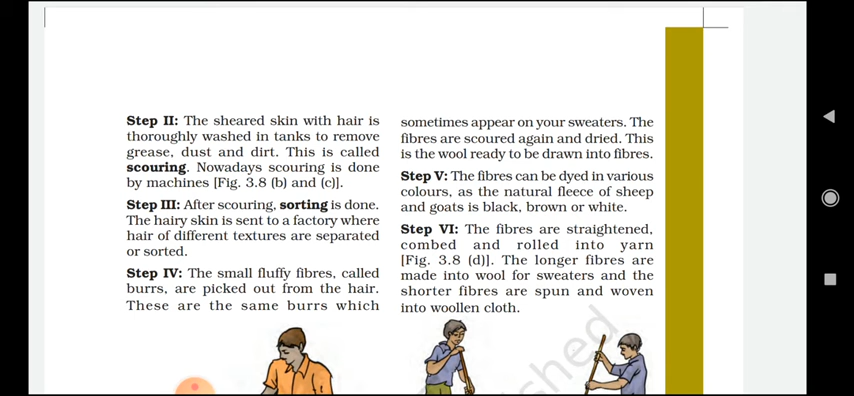 Step II: The sheared skin with hair is
thoroughly washed in tanks to remove
grease, dust and dirt. This is called
scouring. Nowadays scouring is done
by machines [Fig. 3.8 (b) and (c)].
Step III: After scouring, sorting is done.
The hairy skin is sent to a factory where
hair of different textures are separated
or sorted.
Step IV: The small fluffy fibres, called
burrs, are picked out from the hair.
These are the same burrs which
sometimes appear on your sweaters. The
fibres are scoured again and dried. This
is the wool ready to be drawn into fibres.
Step V: The fibres can be dyed in various
colours, as the natural fleece of sheep
and goats is black, brown or white.
Step VI: The fibres are straightened,
combed and rolled into yarn
[Fig. 3.8 (d)]. The longer fibres are
made into wool for sweaters and the
shorter fibres are spun and woven
into woollen cloth.